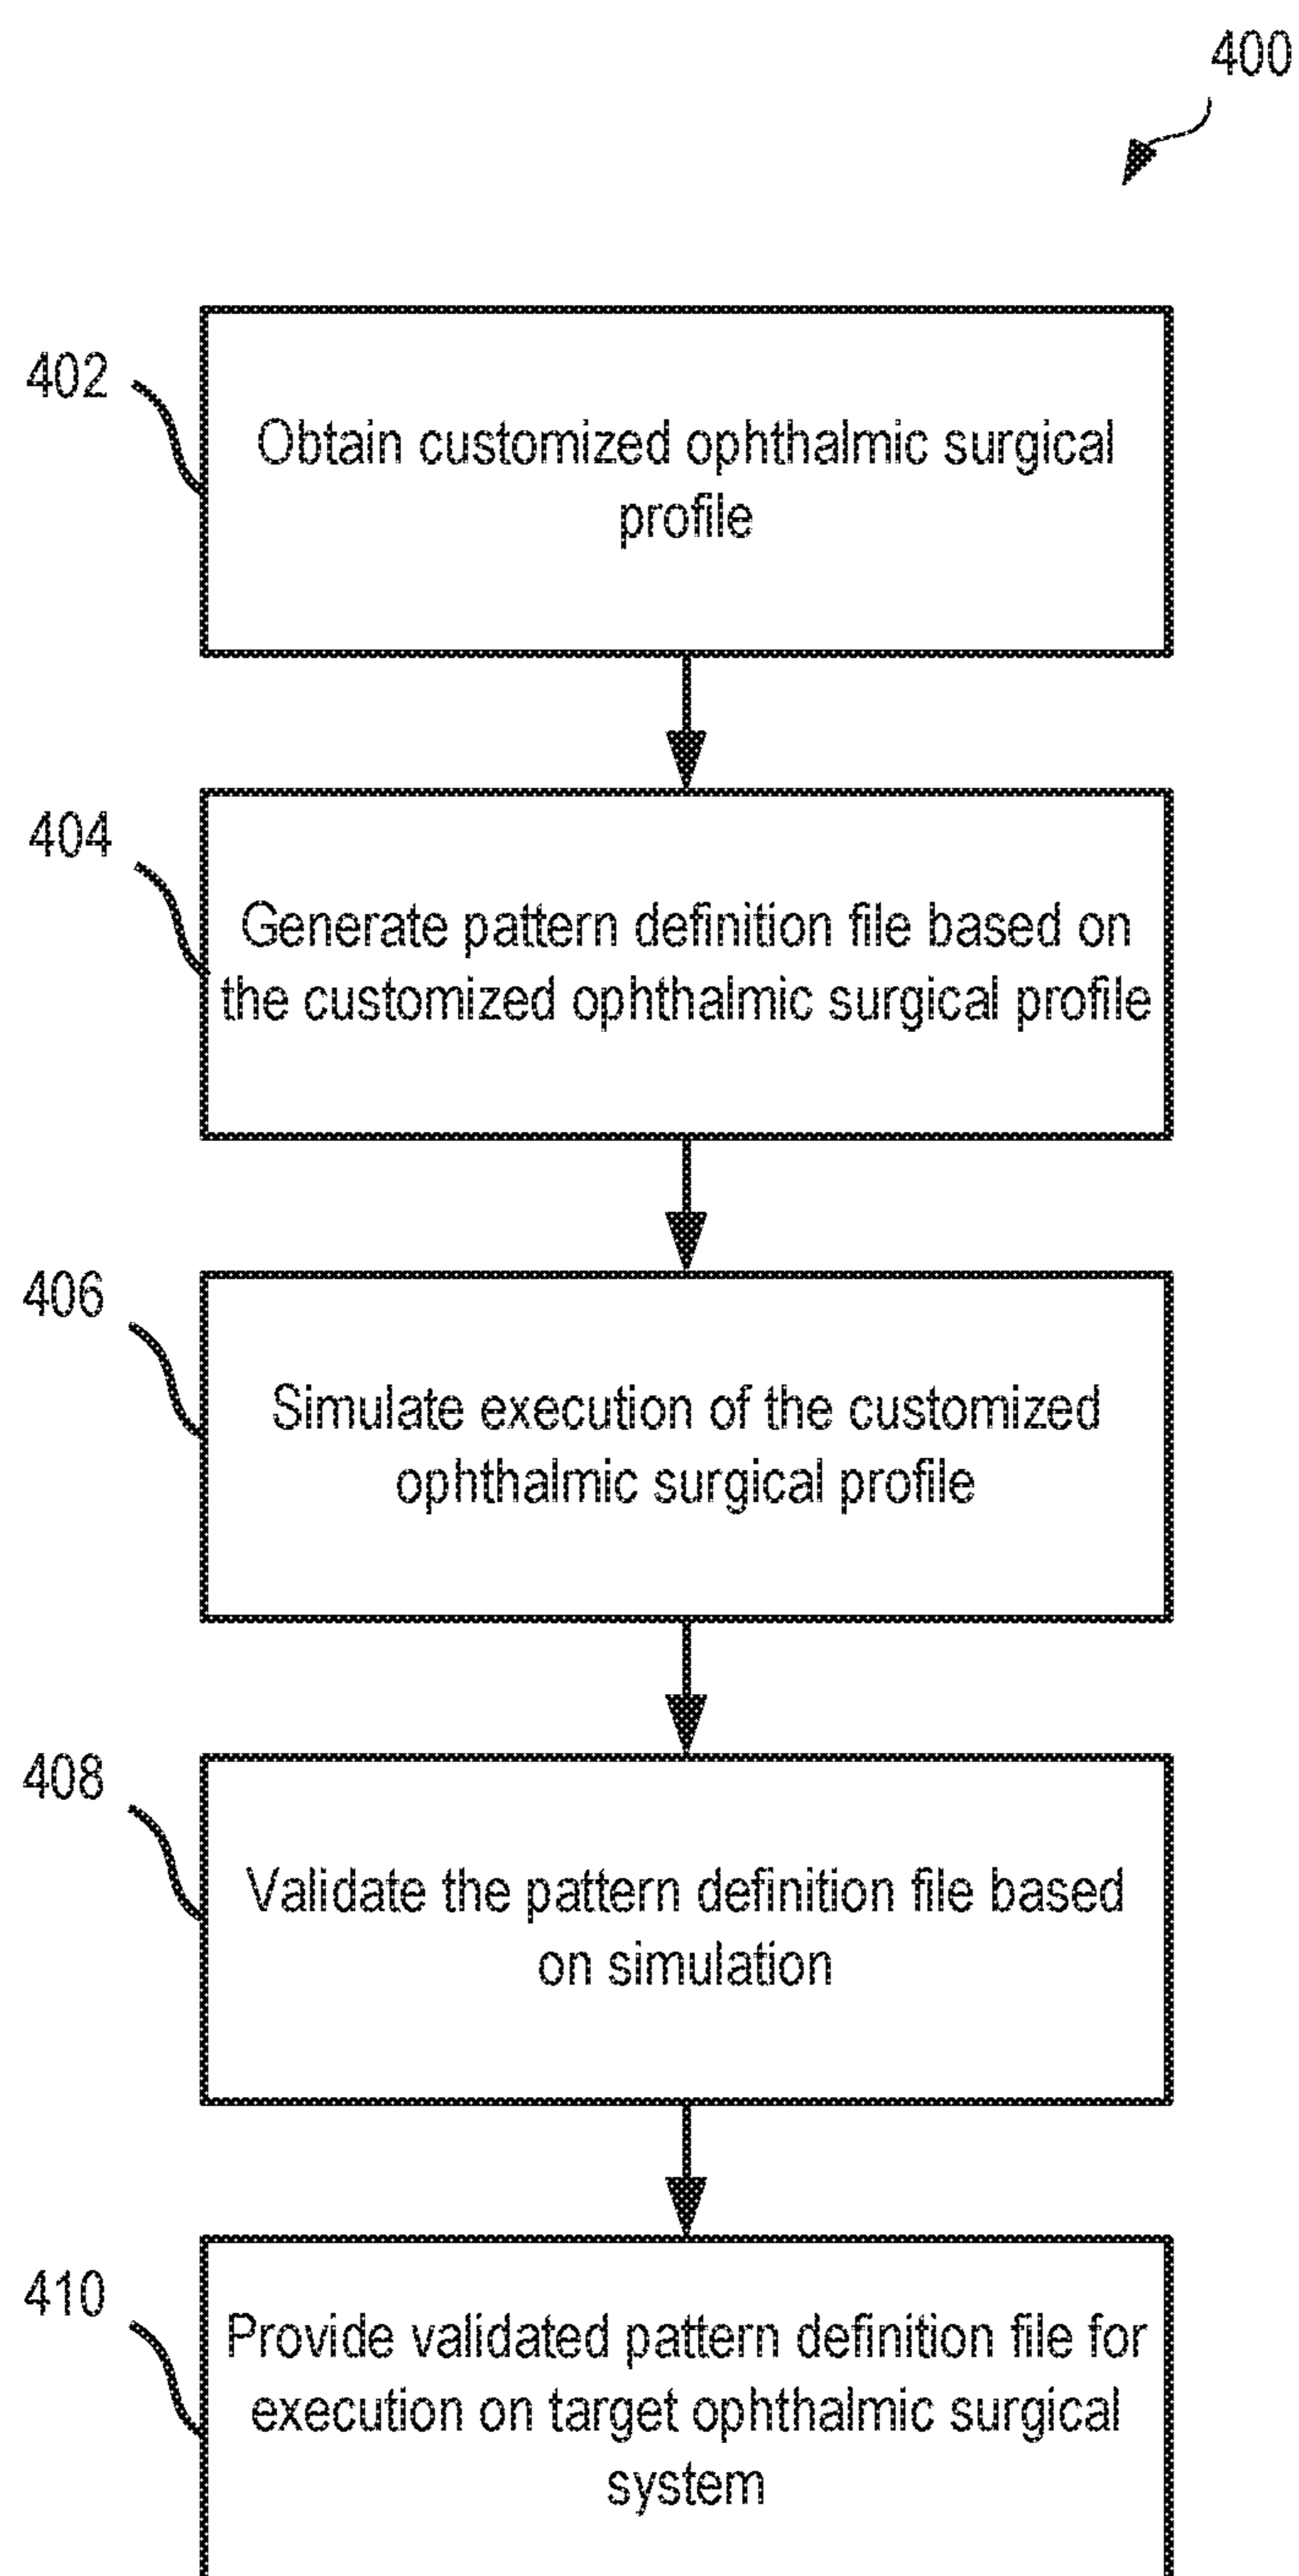 400
402
Obtain customized ophthalmic surgical
profile
404
Generate pattern definition file based on
the customized ophthalmic surgical profile
406
Simulate execution of the customized
ophthalmic surgical profile
408
Validate the pattern definition file based
on simulation
410
Provide validated pattern definition file for
execution on target ophthalmic surgical
system